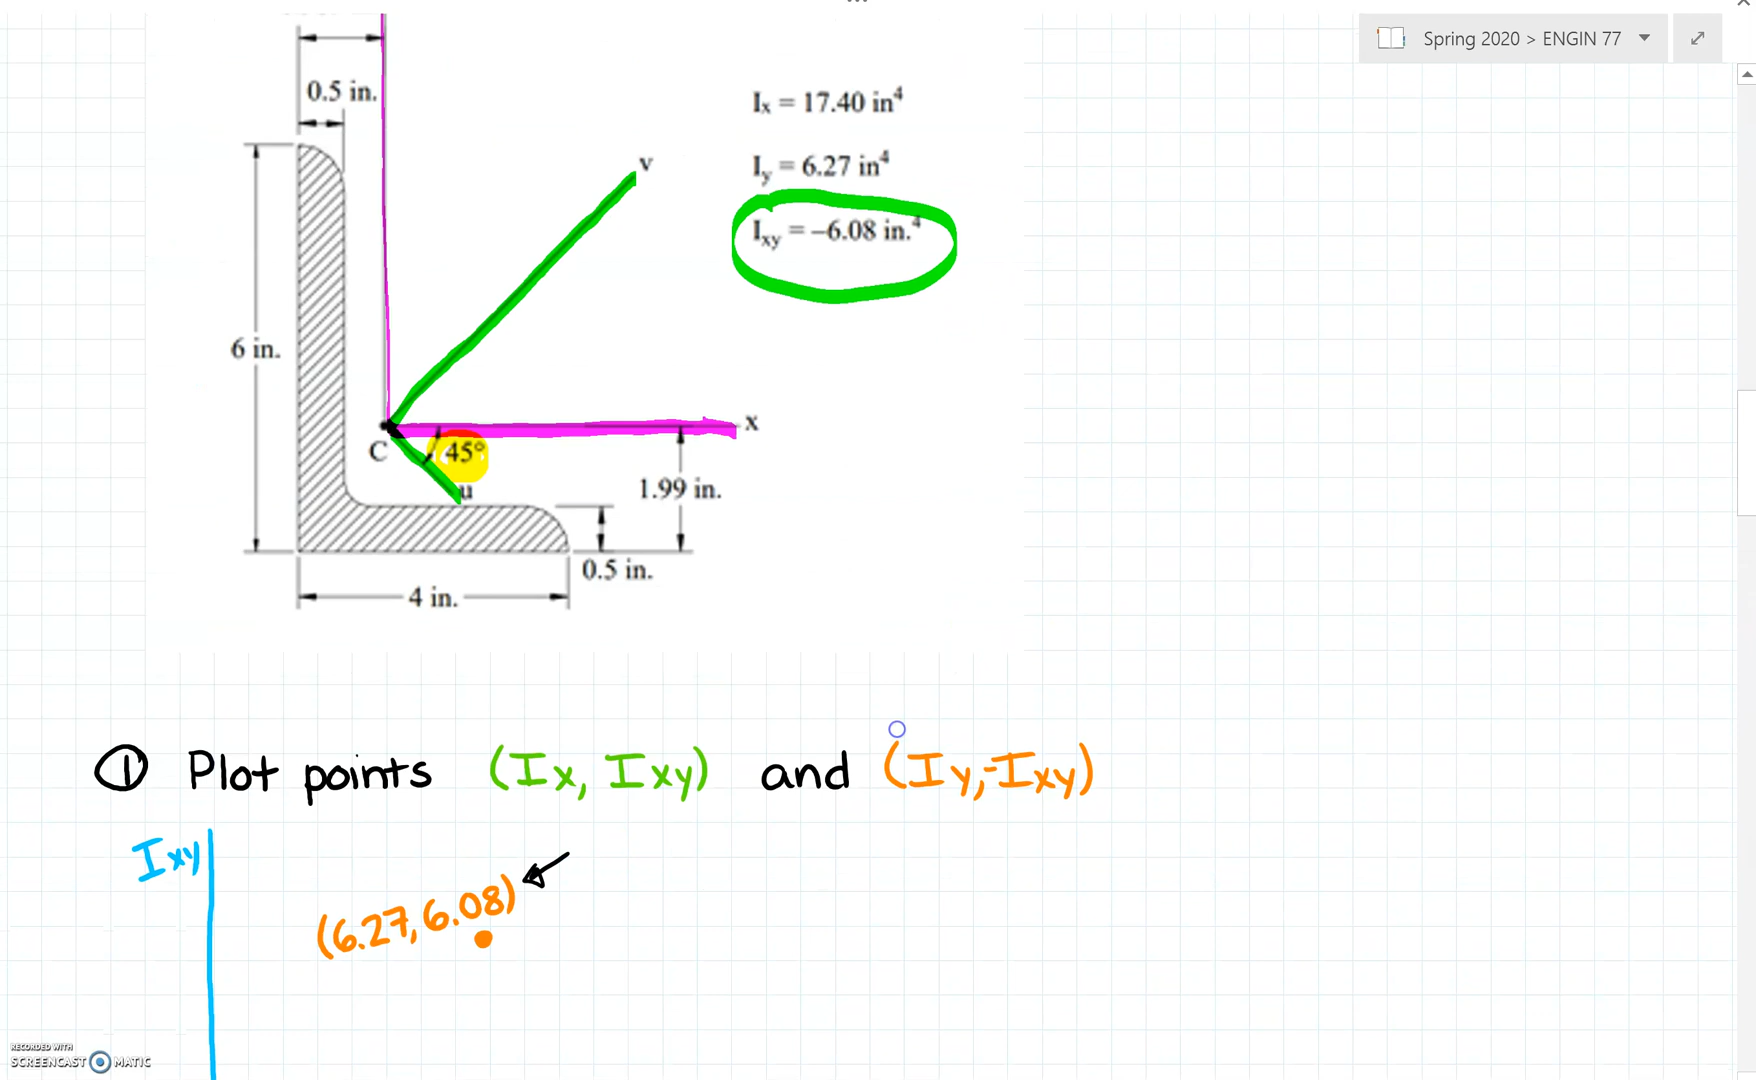 Spring 2020 > ENGIN 77
0.5 in.
Ix = 17.40 in⁴
v
Iy = 6.27 in⁴
Ixy = –6.08 in.⁴
6 in.
x
C
45°
u
1.99 in.
0.5 in.
4 in.
① Plot points (Ix, Ixy) and (Iy,-Ixy)
Ixy
(6.27, 6.08)
RECORDED WITH
SCREENCAST MATIC